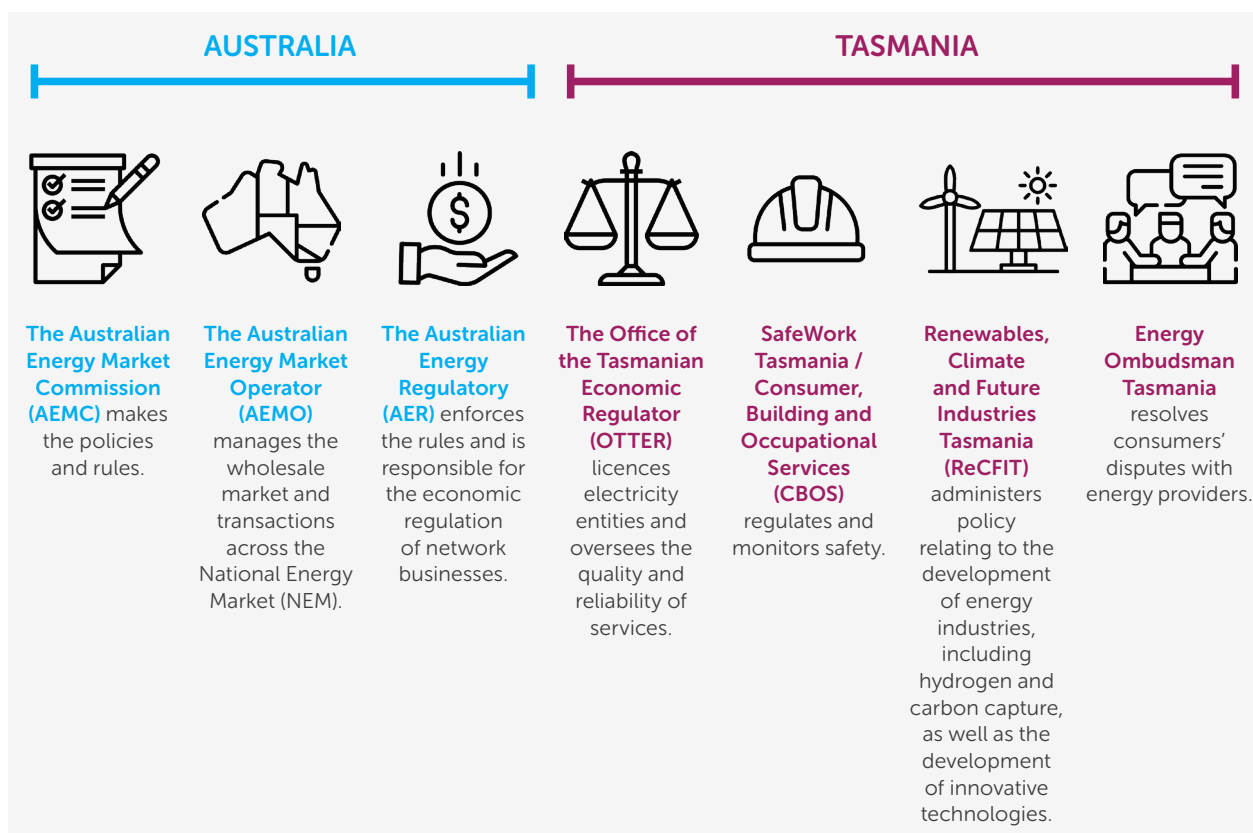 AUSTRALIA
TASMANIA
The Australian
Energy Market
Commission
(AEMC) makes
the policies
and rules.
The Australian
Energy Market
Operator
(AEMO)
manages the
wholesale
market and
transactions
across the
National Energy
Market (NEM).
The Australian
Energy
Regulatory
(AER) enforces
the rules and is
responsible for
the economic
regulation
of network
businesses.
The Office of
the Tasmanian
Economic
Regulator
(OTTER)
licences
electricity
entities and
oversees the
quality and
reliability of
services.
SafeWork
Tasmania /
Consumer,
Building and
Occupational
Services
(CBOS)
regulates and
monitors safety.
Renewables,
Climate
and Future
Industries
Tasmania
(ReCFIT)
administers
policy
relating to the
development
of energy
industries,
including
hydrogen and
carbon capture,
as well as the
development
of innovative
technologies.
Energy
Ombudsman
Tasmania
resolves
consumers’
disputes with
energy providers.